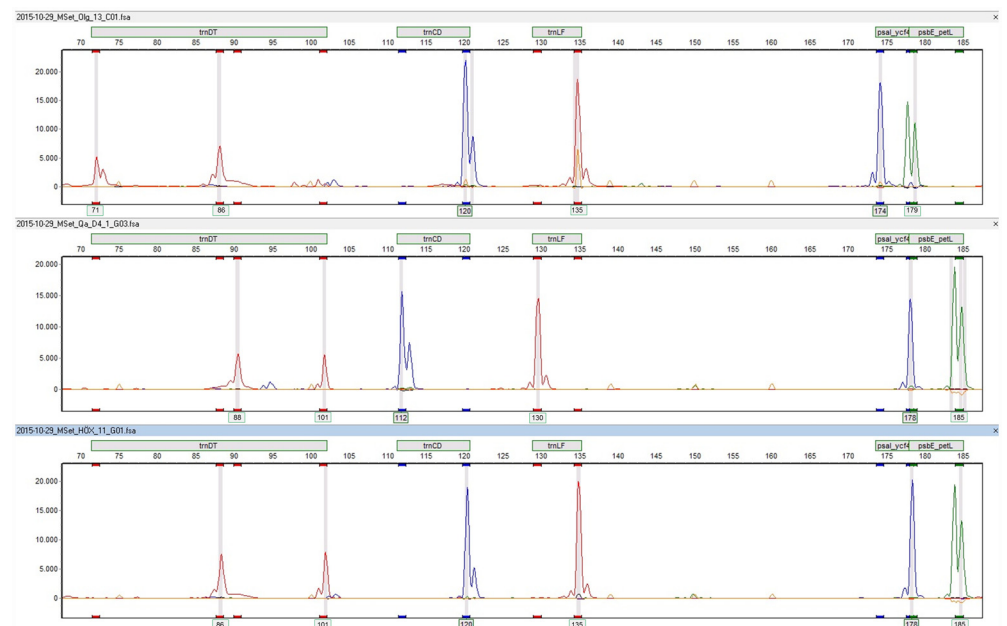 2015-10-29_MSet_Olg_13_C01.fsa ×
trnDT trnCD trnLF psaI_ycf4 psbE_petL
70 75 80 85 90 95 100 105 110 115 120 125 130 135 140 145 150 155 160 165 170 175 180 185
20.000
15.000
10.000
5.000
0
71 86 120 135 174 179
2015-10-29_MSet_Qa_D4_1_G03.fsa ×
trnDT trnCD trnLF psaI_ycf4 psbE_petL
70 75 80 85 90 95 100 105 110 115 120 125 130 135 140 145 150 155 160 165 170 175 180 185
20.000
15.000
10.000
5.000
0
88 101 112 130 178 185
2015-10-29_MSet_HÖX_11_G01.fsa ×
trnDT trnCD trnLF psaI_ycf4 psbE_petL
70 75 80 85 90 95 100 105 110 115 120 125 130 135 140 145 150 155 160 165 170 175 180 185
20.000
15.000
10.000
5.000
0
86 101 120 135 178 185